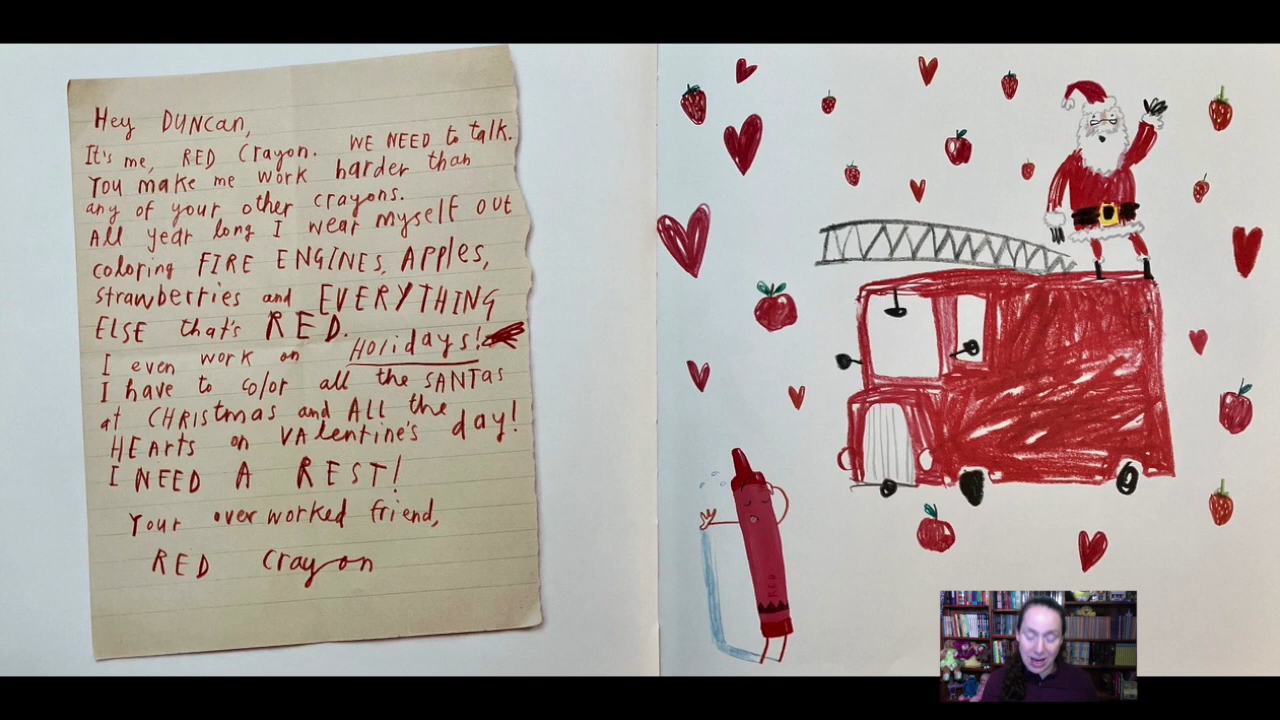 Hey DUNCan,
It's me, RED Crayon. WE NEED to talk.
You make me work harder than
any of your other crayons.
All year long I wear myself out
coloring FIRE ENGINES, Apples,
strawberries and EVERYTHING
ELSE that's RED.
I even work on Holidays!
I have to color all the SANTas
at CHRIStmas and All the
HEArts on VAlentine's day!
I NEED A REST!
Your overworked friend,
RED Crayon
RED